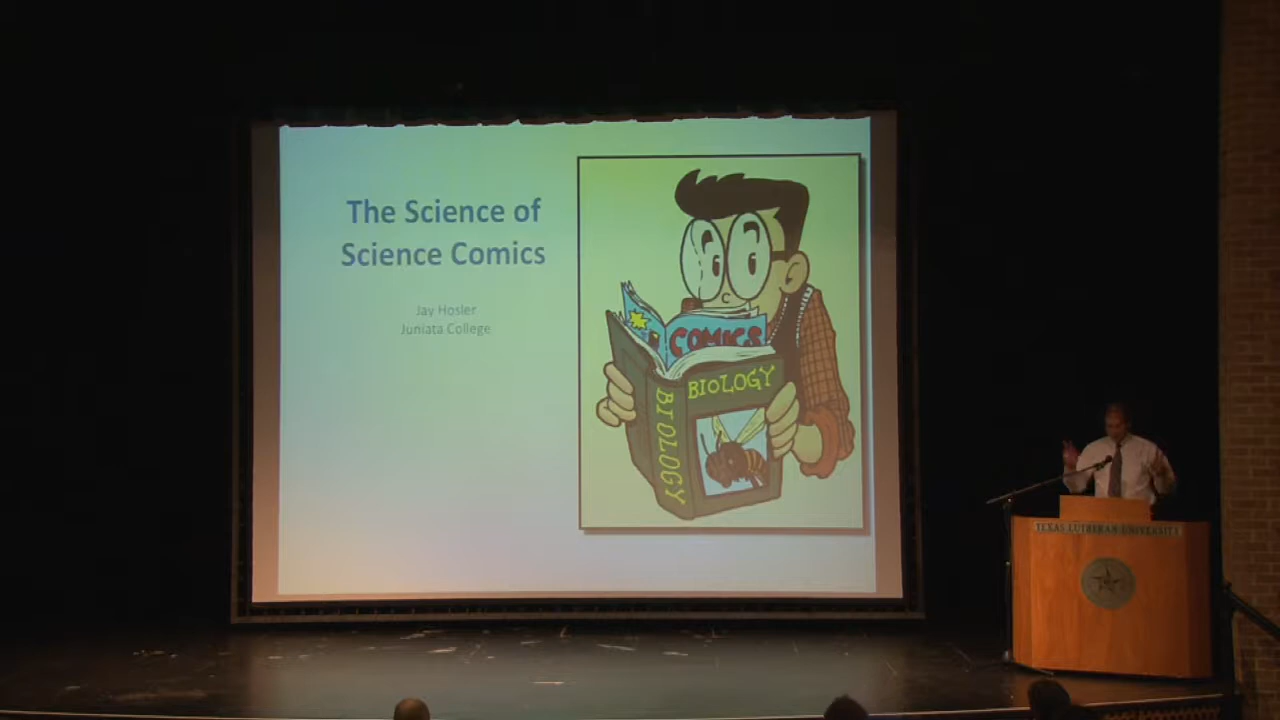 The Science of
Science Comics
Jay Hosler
Juniata College
COMICS
BIOLOGY
BIOLOGY
TEXAS LUTHERAN UNIVERSITY